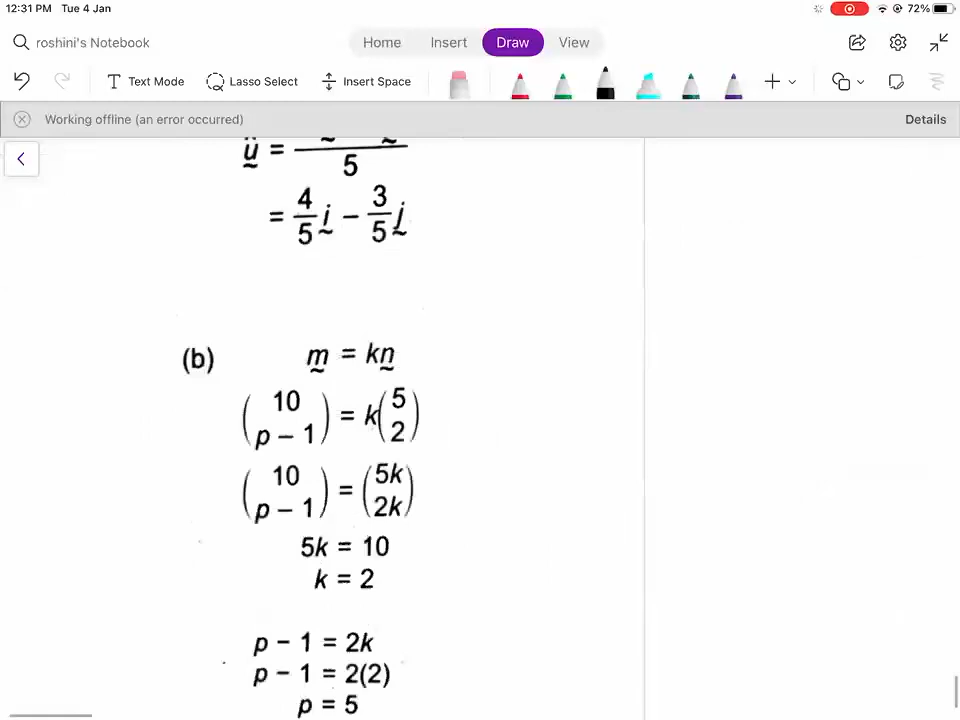 12:31 PM Tue 4 Jan 72%
roshini's Notebook Home Insert Draw View
Text Mode Lasso Select Insert Space
Working offline (an error occurred) Details
u =
5
= 4/5 i - 3/5 j
(b) m = kn
(10, p - 1) = k(5, 2)
(10, p - 1) = (5k, 2k)
5k = 10
k = 2
p - 1 = 2k
p - 1 = 2(2)
p = 5